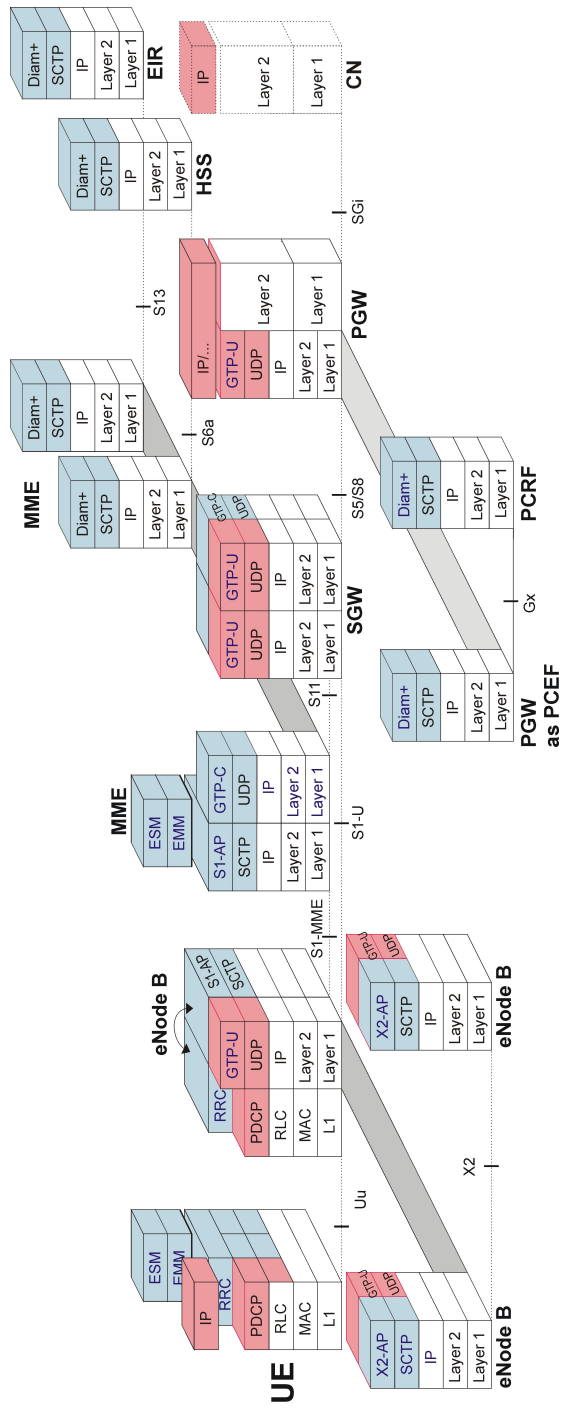 UE
ESM
EMM
IP
RRC
PDCP
RLC
MAC
L1
Uu
eNode B
RRC
S1-AP
SCTP
PDCP
RLC
MAC
L1
GTP-U
UDP
IP
Layer 2
Layer 1
S1-MME
MME
ESM
EMM
S1-AP
SCTP
IP
Layer 2
Layer 1
GTP-C
UDP
IP
Layer 2
Layer 1
S1-U
S11
GTP-U
UDP
IP
Layer 2
Layer 1
GTP-U
UDP
IP
Layer 2
Layer 1
GTP-C
UDP
SGW
S5/S8
MME
Diam+
SCTP
IP
Layer 2
Layer 1
Diam+
SCTP
IP
Layer 2
Layer 1
S6a
S13
IP/...
GTP-U
UDP
IP
Layer 2
Layer 1
Layer 2
Layer 1
PGW
SGi
Diam+
SCTP
IP
Layer 2
Layer 1
HSS
Diam+
SCTP
IP
Layer 2
Layer 1
EIR
IP
Layer 2
Layer 1
CN
X2-AP
SCTP
IP
Layer 2
Layer 1
GTP-U
UDP
eNode B
X2
X2-AP
SCTP
IP
Layer 2
Layer 1
GTP-U
UDP
eNode B
Diam+
SCTP
IP
Layer 2
Layer 1
PGW
as PCEF
Gx
Diam+
SCTP
IP
Layer 2
Layer 1
PCRF